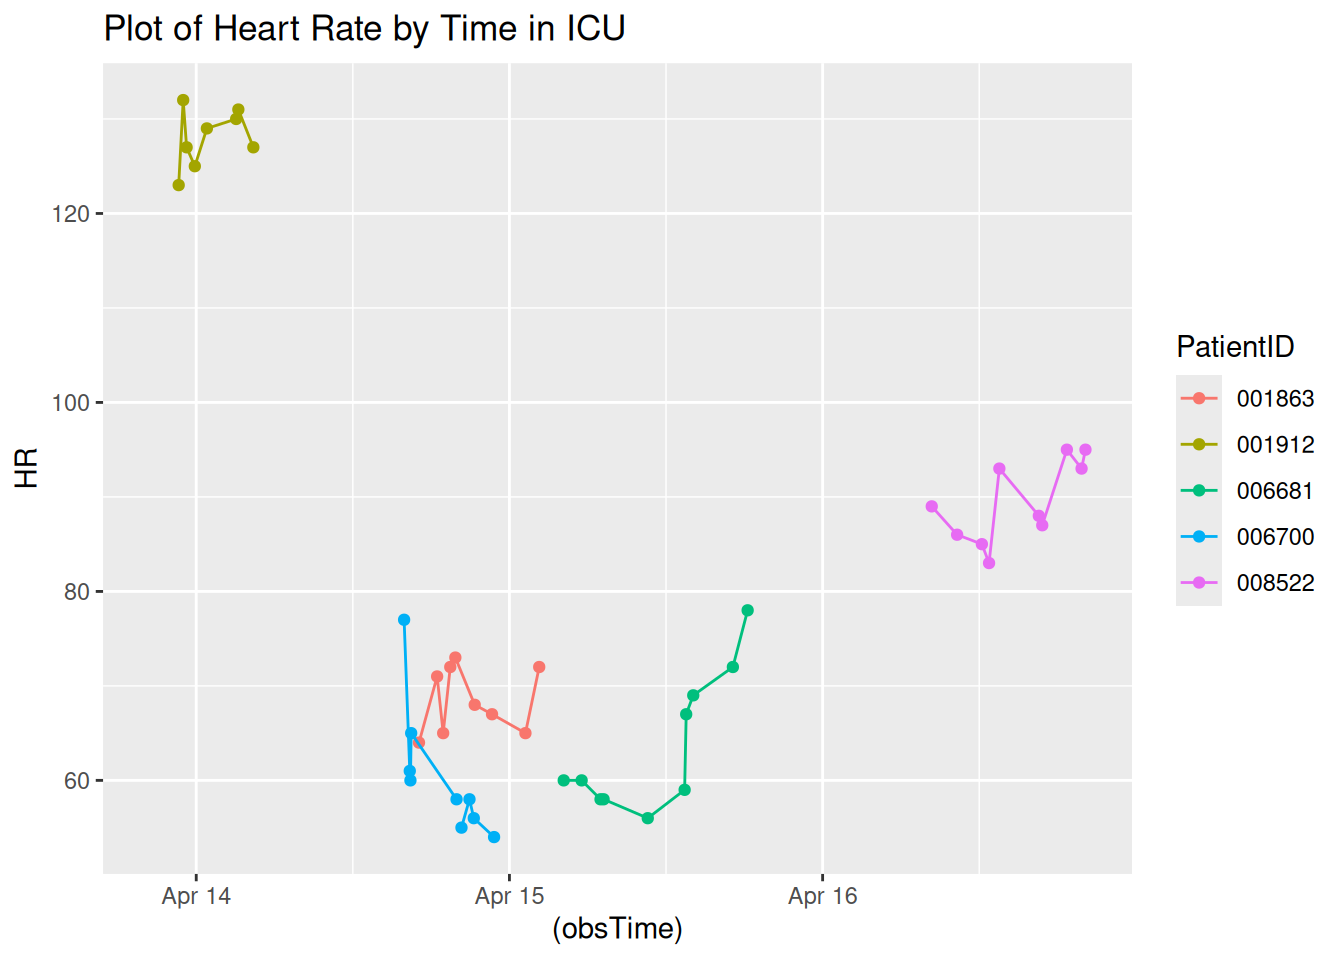 Plot of Heart Rate by Time in ICU
HR
120
100
80
60
Apr 14
Apr 15
Apr 16
(obsTime)
PatientID
001863
001912
006681
006700
008522